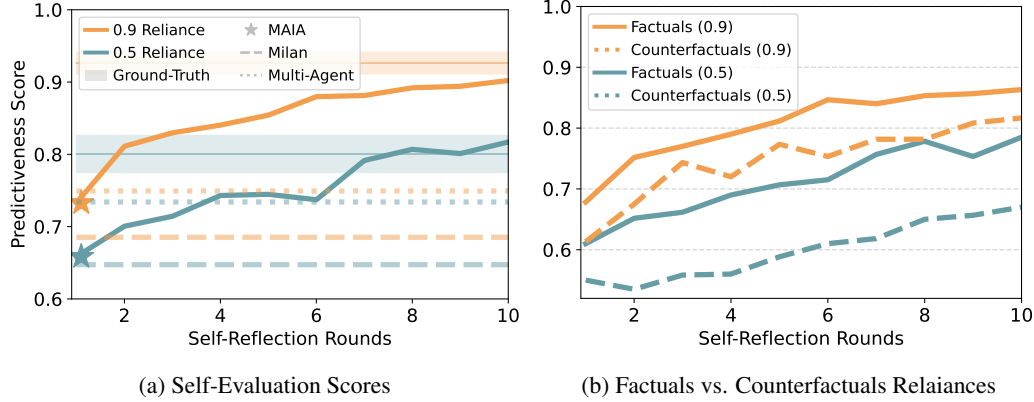 1.0
0.9
0.8
0.7
0.6
Predictiveness Score
0.9 Reliance
0.5 Reliance
Ground-Truth
MAIA
Milan
Multi-Agent
2 4 6 8 10
Self-Reflection Rounds
(a) Self-Evaluation Scores
1.0
0.9
0.8
0.7
0.6
Factuals (0.9)
Counterfactuals (0.9)
Factuals (0.5)
Counterfactuals (0.5)
2 4 6 8 10
Self-Reflection Rounds
(b) Factuals vs. Counterfactuals Relaiances